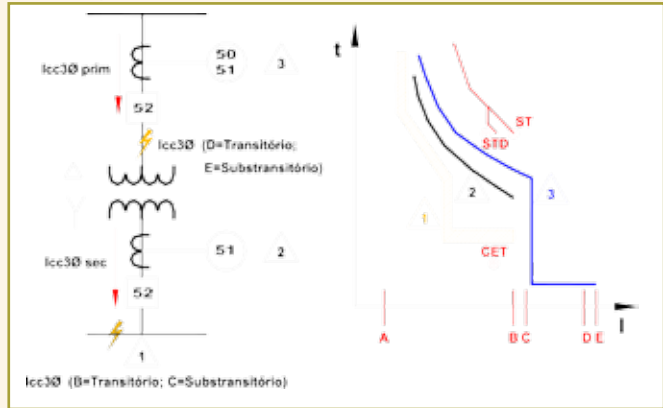 50
51
3
Icc3Ø prim
52
Icc3Ø (D=Transitório;
E=Substransitório)
51
2
Icc3Ø sec
52
1
Icc3Ø (B=Transitório; C=Substransitório)
t
ST
STD
2
3
1
CET
A
B
C
D
E
I